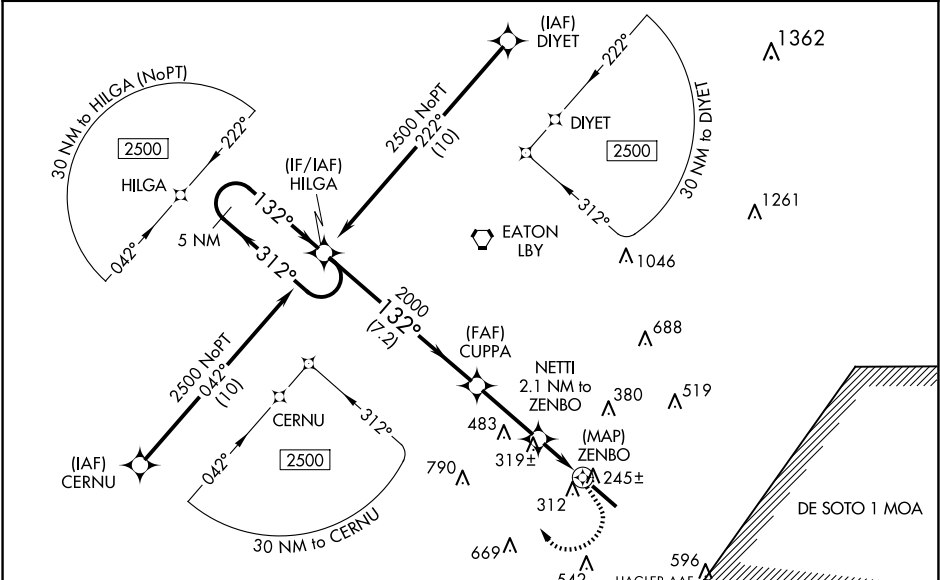 (IAF)
DIYET
1362
30 NM to HILGA (NoPT)
2500
222°
HILGA
042°
2500 NoPT
222°
(10)
222°
DIYET
2500
312°
30 NM to DIYET
(IF/IAF)
HILGA
132°
5 NM
312°
EATON
LBY
1261
1046
2000
132°
(7.2)
688
(FAF)
CUPPA
2500 NoPT
042°
(10)
NETTI
2.1 NM to
ZENBO
380
519
CERNU
312°
042°
2500
30 NM to CERNU
(IAF)
CERNU
483
319±
(MAP)
ZENBO
790
245±
312
DE SOTO 1 MOA
669
542
596
HAGLER AAF